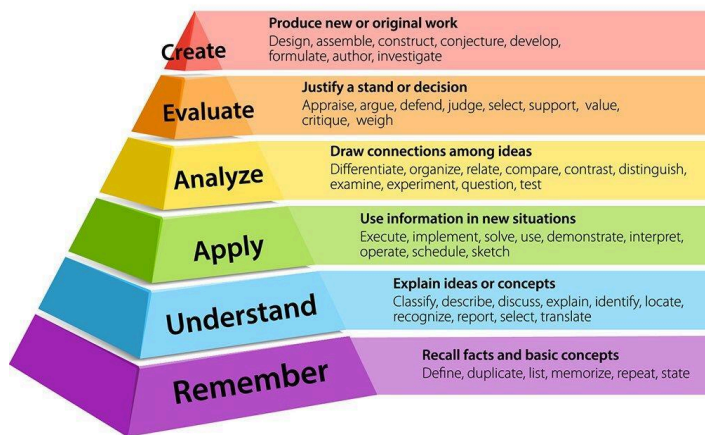 Create
Produce new or original work
Design, assemble, construct, conjecture, develop,
formulate, author, investigate
Evaluate
Justify a stand or decision
Appraise, argue, defend, judge, select, support, value,
critique, weigh
Analyze
Draw connections among ideas
Differentiate, organize, relate, compare, contrast, distinguish,
examine, experiment, question, test
Apply
Use information in new situations
Execute, implement, solve, use, demonstrate, interpret,
operate, schedule, sketch
Understand
Explain ideas or concepts
Classify, describe, discuss, explain, identify, locate,
recognize, report, select, translate
Remember
Recall facts and basic concepts
Define, duplicate, list, memorize, repeat, state